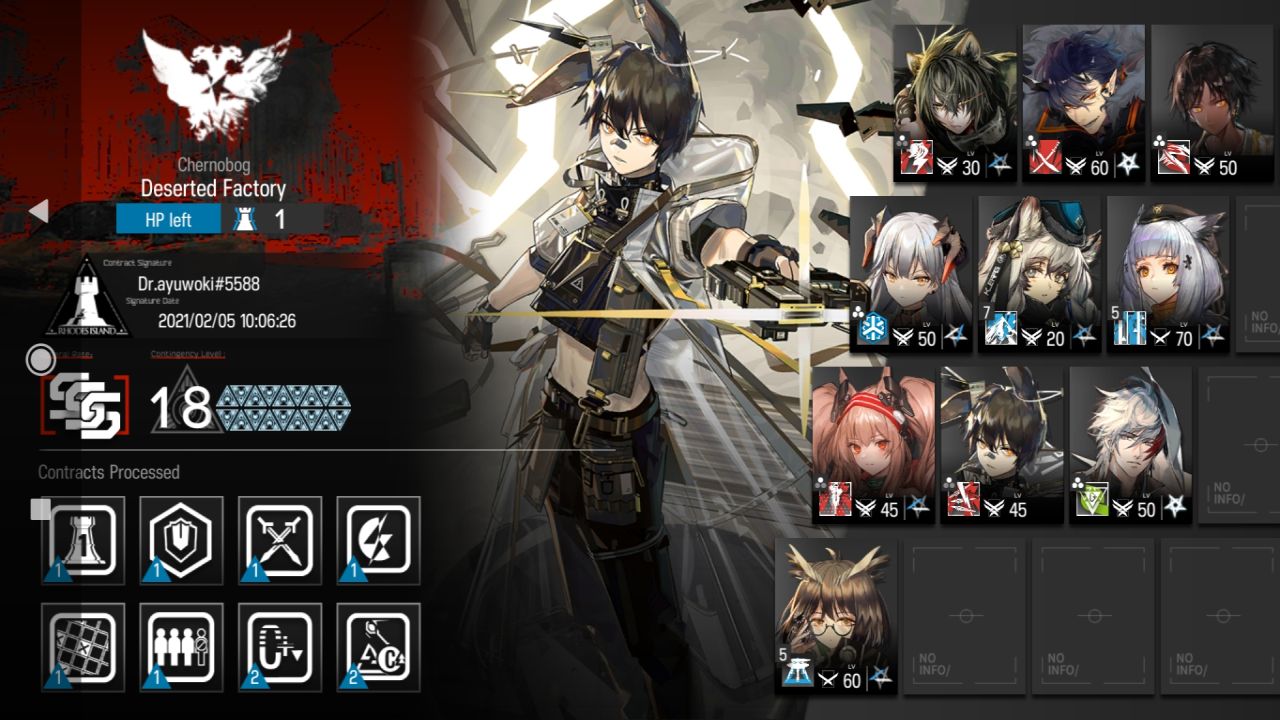 Chernobog
Deserted Factory
HP left 1
Contract Signature
Dr.ayuwoki#5588
Signature Date
RHODES ISLAND
2021/02/05 10:06:26
Contingency Level:
18
Contracts Processed
1
1
1
1
1
1
1
2
2
LV
30
LV
60
LV
50
LV
50
7
LV
20
5
LV
70
NO
INFO
LV
45
LV
45
LV
50
NO
INFO/
5
LV
60
NO
INFO/
NO
INFO/
NO
INFO/